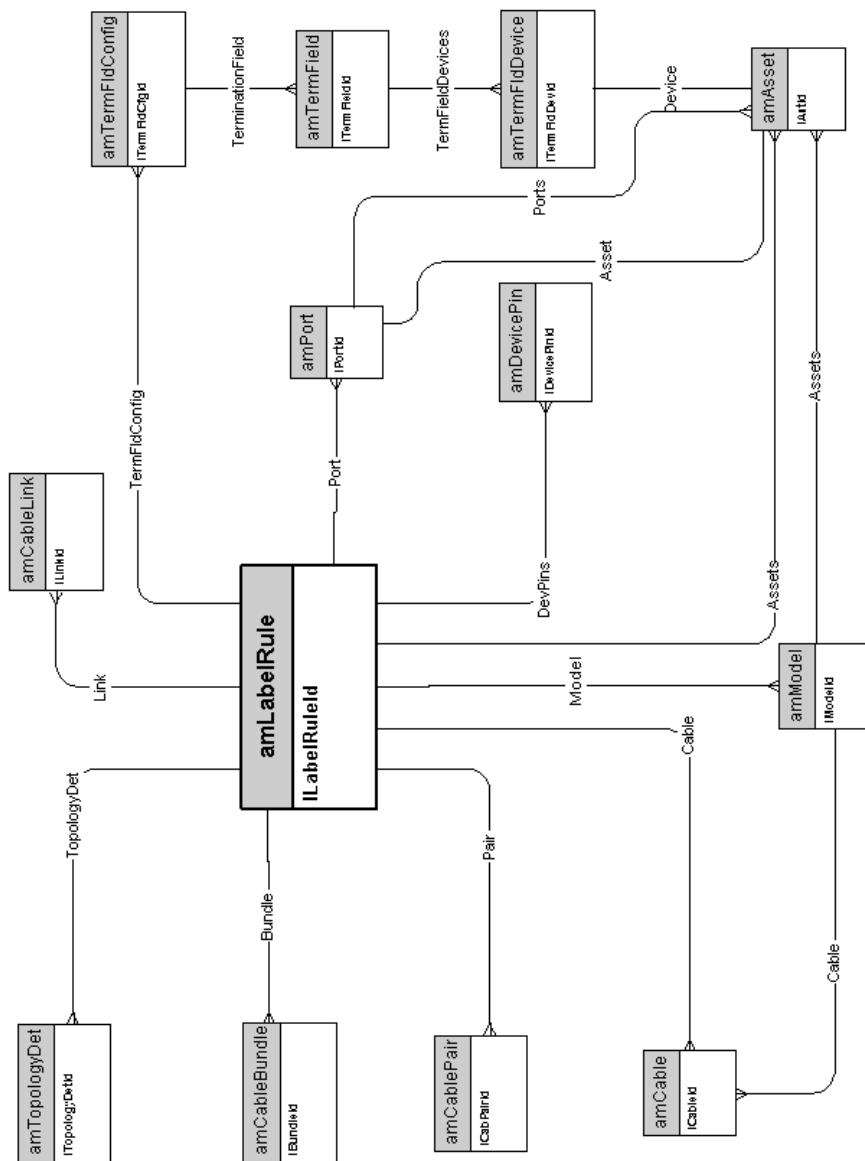 amTopologyDet
lTopologyDetId
TopologyDet
amCableLink
lLinkId
Link
amTermFldConfig
lTermFldCfgId
TermFldConfig
TerminationField
amTermField
lTermFieldId
TermFieldDevices
amTermFldDevice
lTermFldDevId
Device
amCableBundle
lBundleId
Bundle
amLabelRule
lLabelRuleId
Port
amPort
lPortId
Ports
Asset
amCablePair
lCabPairId
Pair
DevPins
amDevicePin
lDevicePinId
amCable
lCableId
Cable
Model
Assets
amAsset
lAstId
Cable
amModel
lModelId
Assets